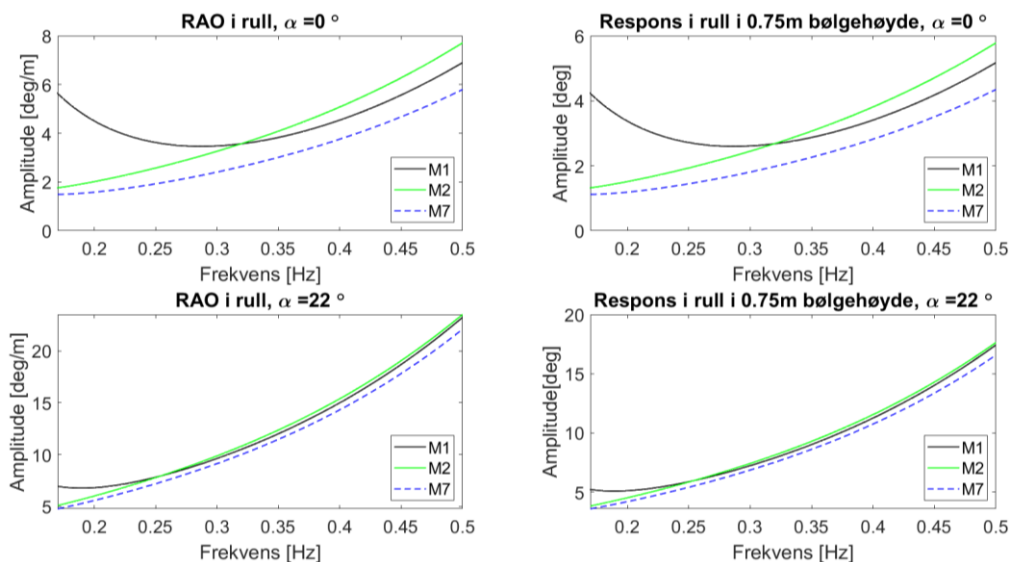 RAO i rull, α =0 °
Amplitude [deg/m]
8
6
4
2
0
M1
M2
M7
0.2 0.25 0.3 0.35 0.4 0.45 0.5
Frekvens [Hz]
Respons i rull i 0.75m bølgehøyde, α =0 °
Amplitude [deg]
6
4
2
0
M1
M2
M7
0.2 0.25 0.3 0.35 0.4 0.45 0.5
Frekvens [Hz]
RAO i rull, α =22 °
Amplitude [deg/m]
20
15
10
5
M1
M2
M7
0.2 0.25 0.3 0.35 0.4 0.45 0.5
Frekvens [Hz]
Respons i rull i 0.75m bølgehøyde, α =22 °
Amplitude[deg]
20
15
10
5
M1
M2
M7
0.2 0.25 0.3 0.35 0.4 0.45 0.5
Frekvens [Hz]